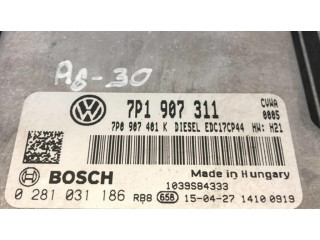 A6-30
7P1 907 311
CVWA
0005
7P0 907 401 K DIESEL EDC17CP44 HW: H21
Made in Hungary
BOSCH
1039S84333
0 281 031 186 RB8 658 15-04-27 1410 0919